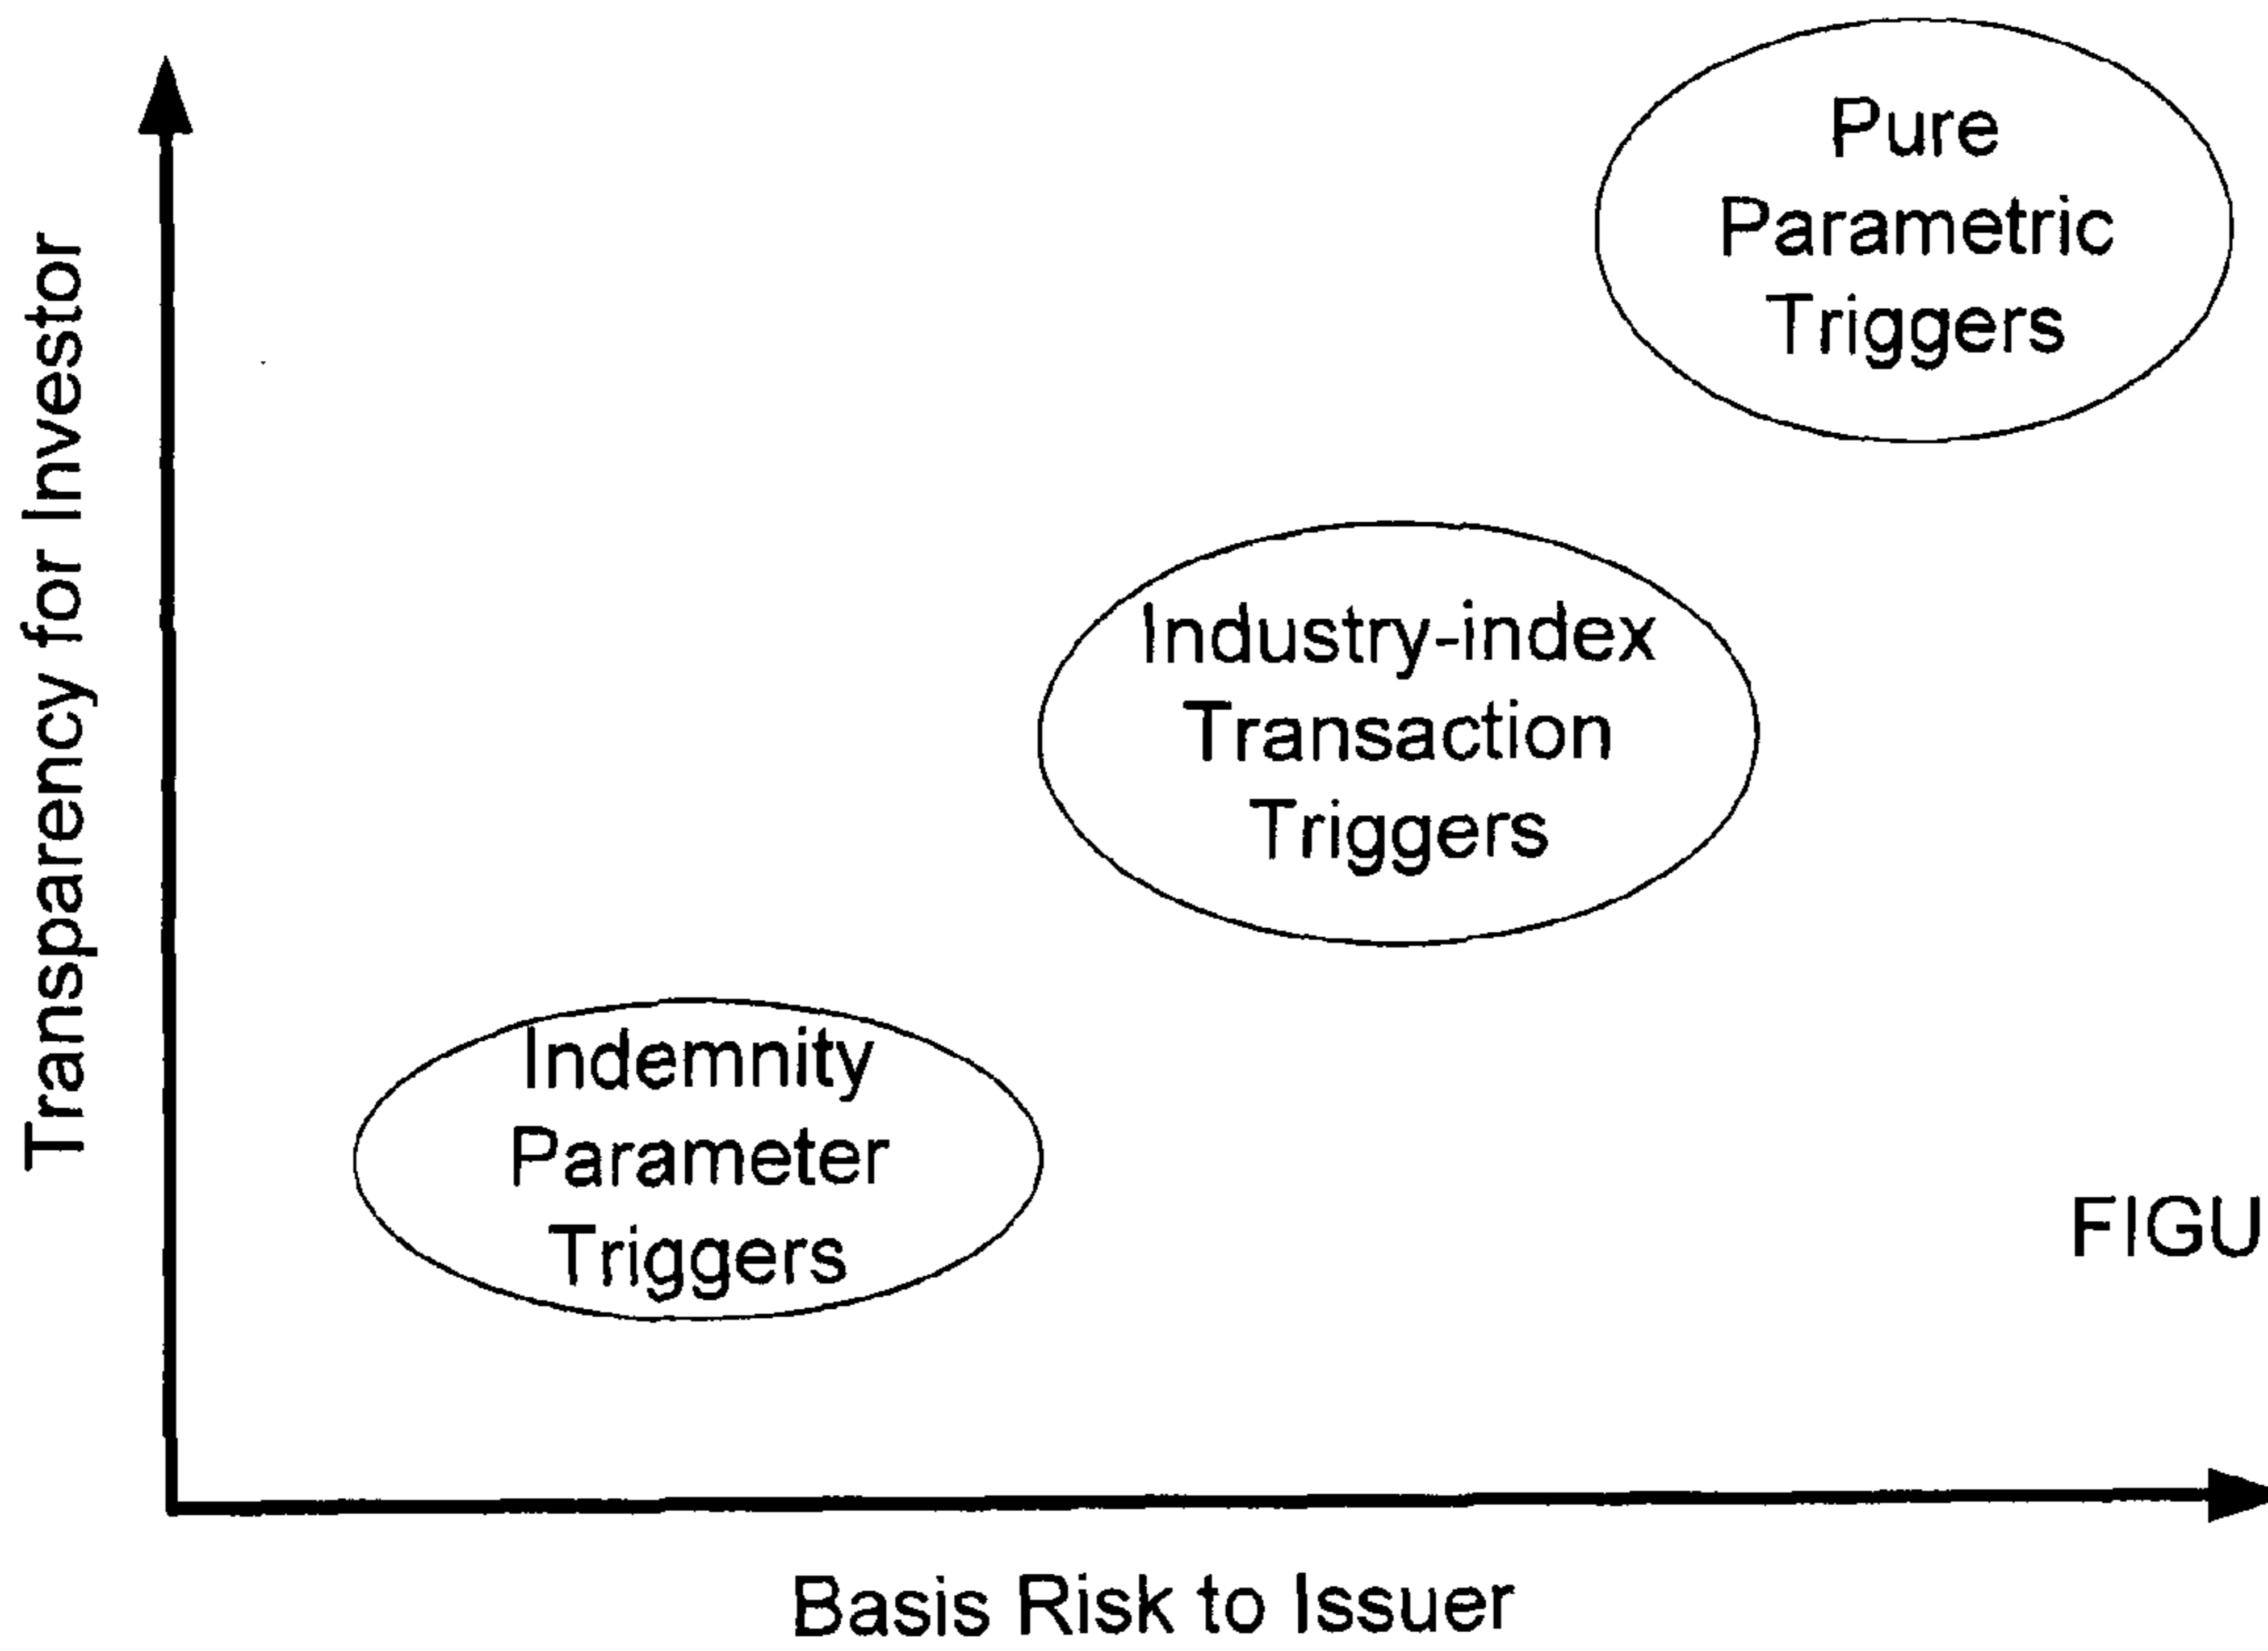 Transparency for Investor
Pure
Parametric
Triggers
Industry-index
Transaction
Triggers
Indemnity
Parameter
Triggers
FIGU
Basis Risk to Issuer